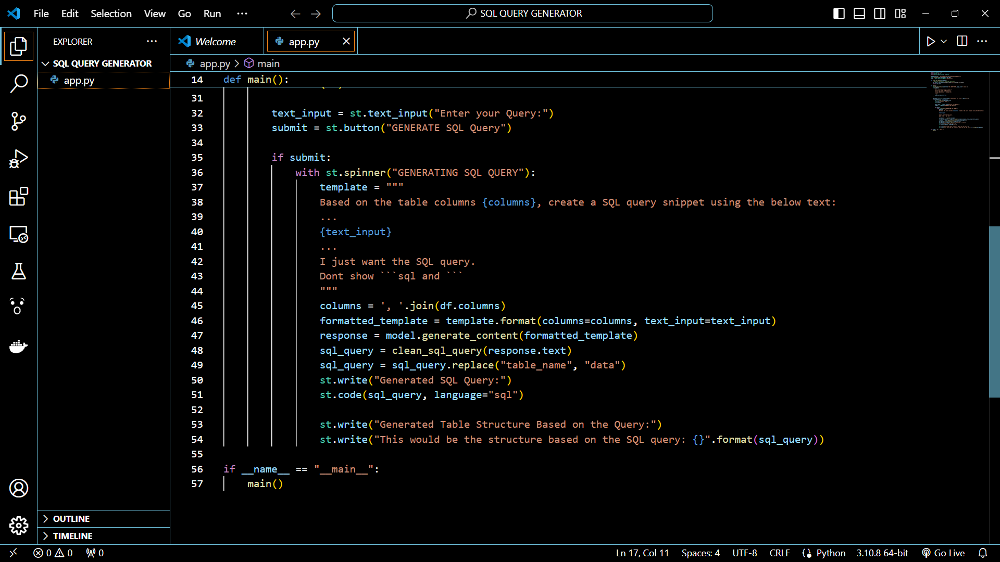 File Edit Selection View Go Run ... SQL QUERY GENERATOR
EXPLORER ... Welcome app.py
SQL QUERY GENERATOR
app.py
app.py > main
14 def main():
31
32 text_input = st.text_input("Enter your Query:")
33 submit = st.button("GENERATE SQL Query")
34
35 if submit:
36 with st.spinner("GENERATING SQL QUERY"):
37 template = """
38 Based on the table columns {columns}, create a SQL query snippet using the below text:
39 ...
40 {text_input}
41 ...
42 I just want the SQL query.
43 Dont show ```sql and ```
44 """
45 columns = ', '.join(df.columns)
46 formatted_template = template.format(columns=columns, text_input=text_input)
47 response = model.generate_content(formatted_template)
48 sql_query = clean_sql_query(response.text)
49 sql_query = sql_query.replace("table_name", "data")
50 st.write("Generated SQL Query:")
51 st.code(sql_query, language="sql")
52
53 st.write("Generated Table Structure Based on the Query:")
54 st.write("This would be the structure based on the SQL query: {}".format(sql_query))
55
56 if __name__ == "__main__":
57 main()
OUTLINE
TIMELINE
0 0 0 Ln 17, Col 11 Spaces: 4 UTF-8 CRLF Python 3.10.8 64-bit Go Live